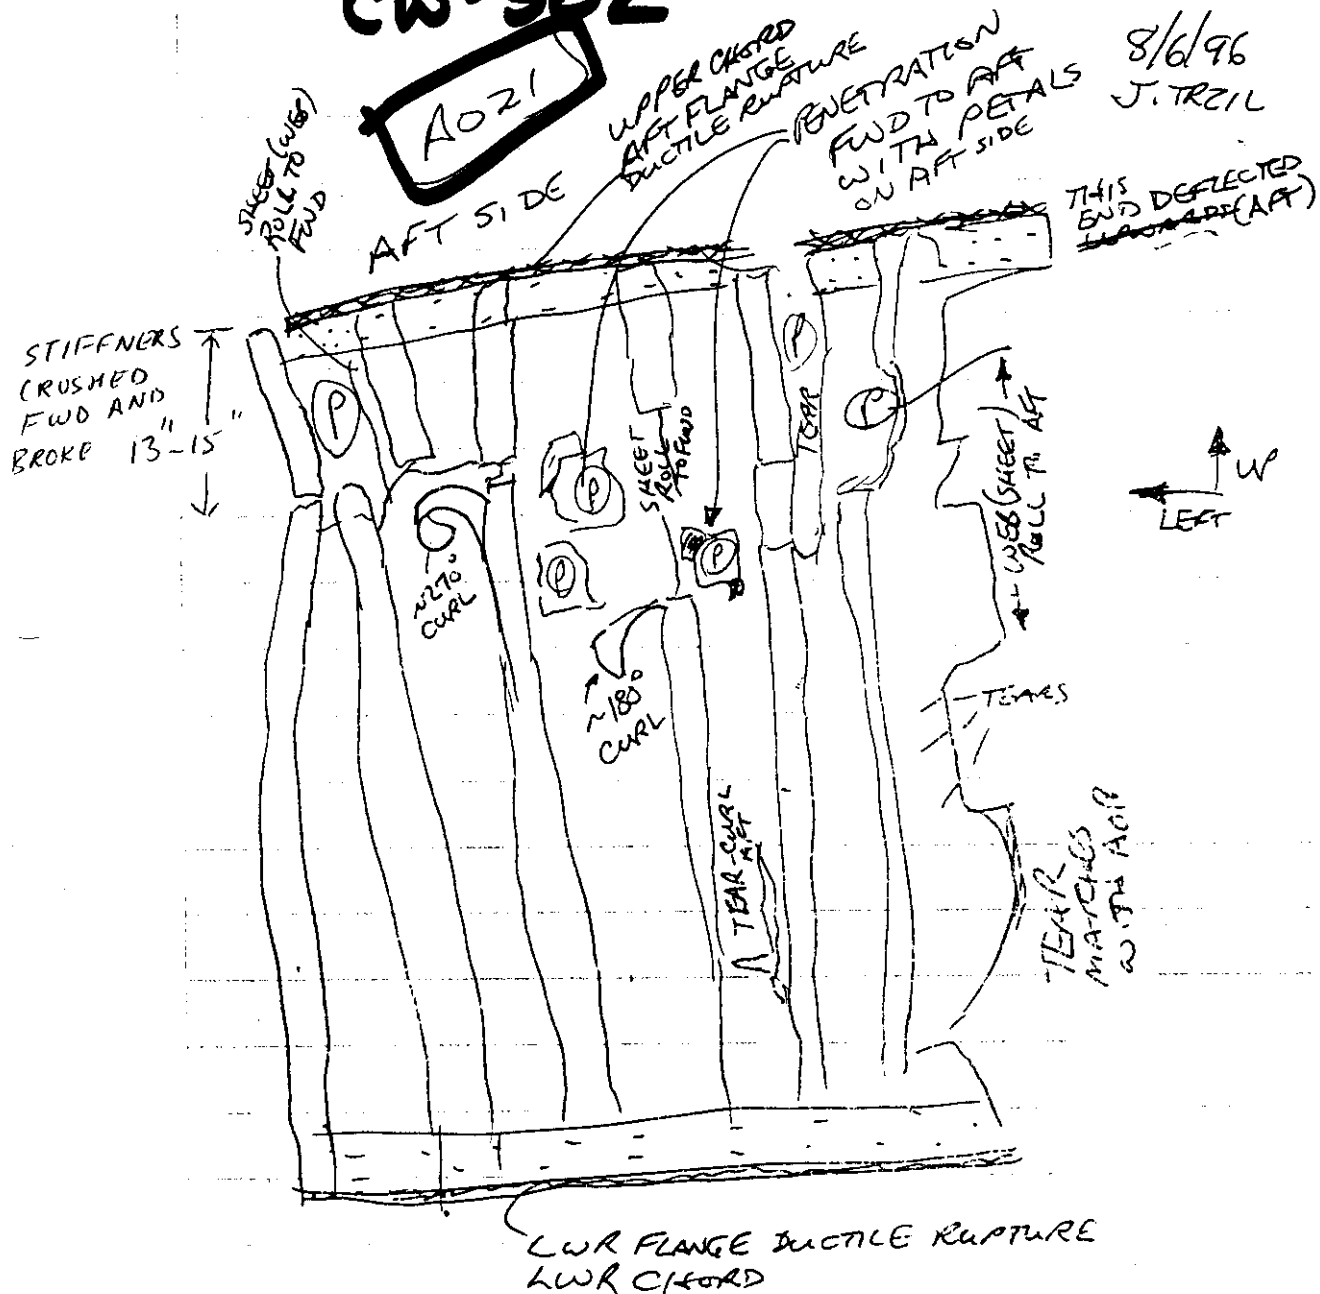 CW-502
A021
8/6/96
J. TRZIL
UPPER CHORD
AFT FLANGE
DUCTILE RUPTURE
PENETRATION
FWD TO AFT
WITH PETALS
ON AFT SIDE
SHEET (WEB)
ROLL TO
FWD
AFT SIDE
THIS
END DEFLECTED
(AFT)
STIFFNERS
CRUSHED
FWD AND
BROKE 13"-15"
P
P
P
P
P
P
TEAR
SHEET
ROLL
TO FWD
WEB (SHEET)
ROLL TO AFT
UP
LEFT
~270°
CURL
~180°
CURL
TEARS
TEAR-CURL
AFT
TEAR
MATCHES
WITH
LWR FLANGE DUCTILE RUPTURE
LWR CHORD